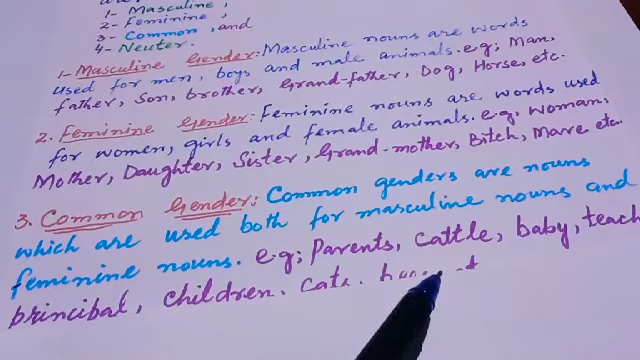 1- Masculine,
2- Feminine,
3- Common, and
4- Neuter.
1- Masculine Gender: Masculine nouns are words
used for men, boys and male animals. e.g; Man,
father, Son, brother, Grand-father, Dog, Horse, etc.
2. Feminine Gender: Feminine nouns are words used
for women, girls and female animals. e.g; Woman,
Mother, Daughter, Sister, Grand-mother, Bitch, Mare etc.
3. Common Gender: Common genders are nouns
which are used both for masculine nouns and
feminine nouns. e.g; Parents, cattle, baby, teach
principal, children. cats.